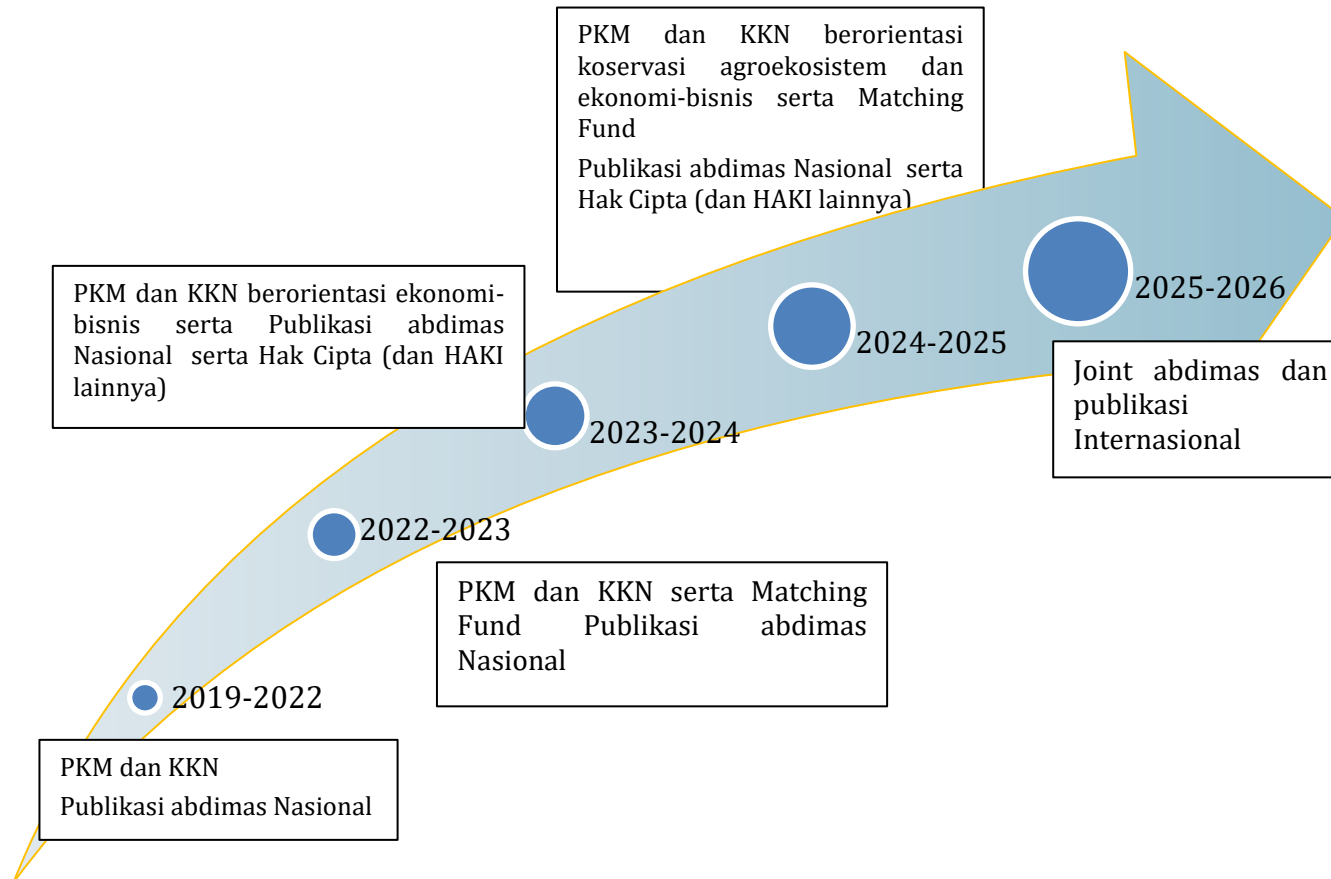 PKM dan KKN berorientasi
koservasi agroekosistem dan
ekonomi-bisnis serta Matching
Fund
Publikasi abdimas Nasional serta
Hak Cipta (dan HAKI lainnya)
PKM dan KKN berorientasi ekonomi-
bisnis serta Publikasi abdimas
Nasional serta Hak Cipta (dan HAKI
lainnya)
2025-2026
2024-2025
Joint abdimas dan
publikasi
Internasional
2023-2024
2022-2023
PKM dan KKN serta Matching
Fund Publikasi abdimas
Nasional
2019-2022
PKM dan KKN
Publikasi abdimas Nasional